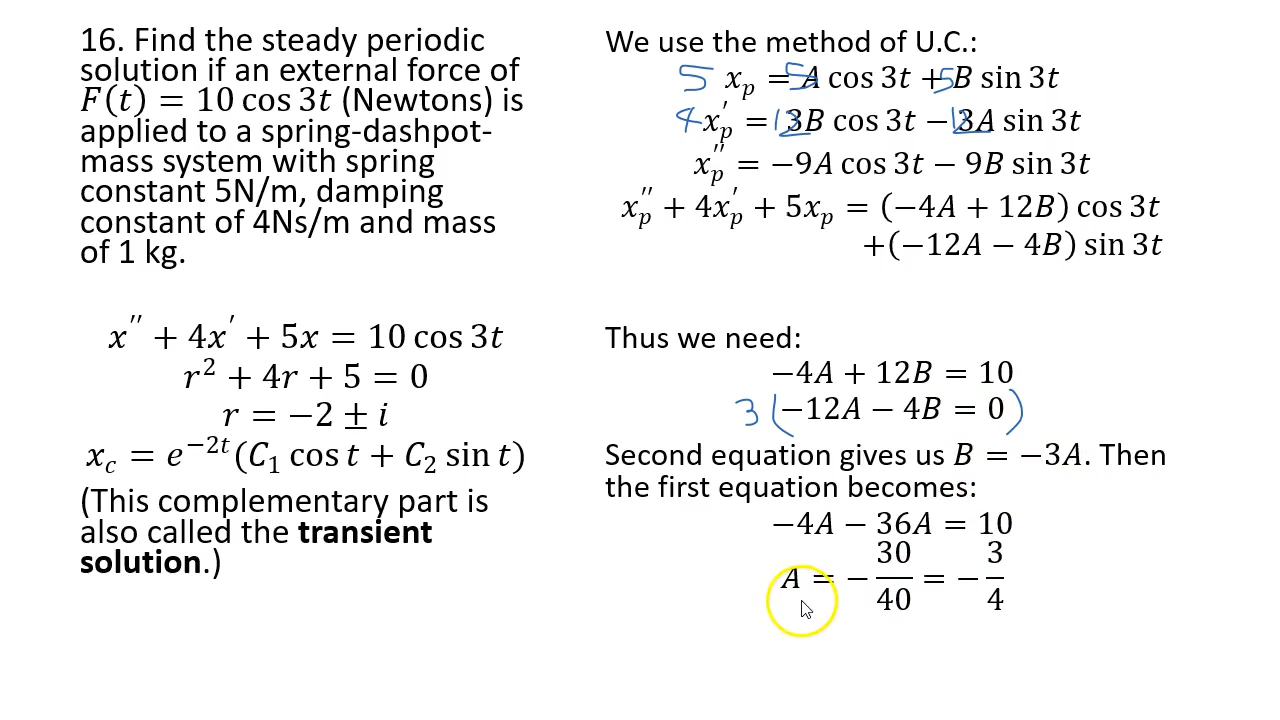 16. Find the steady periodic
solution if an external force of
F(t) = 10 cos 3t (Newtons) is
applied to a spring-dashpot-
mass system with spring
constant 5N/m, damping
constant of 4Ns/m and mass
of 1 kg.
x'' + 4x' + 5x = 10 cos 3t
r² + 4r + 5 = 0
r = −2 ± i
x_c = e^{−2t}(C₁ cos t + C₂ sin t)
(This complementary part is
also called the transient
solution.)
We use the method of U.C.:
5 x_p = 5 A cos 3t + 5 B sin 3t
4 x_p' = 12 3B cos 3t − 12 3A sin 3t
x_p'' = −9A cos 3t − 9B sin 3t
x_p'' + 4x_p' + 5x_p = (−4A + 12B) cos 3t
+(−12A − 4B) sin 3t
Thus we need:
−4A + 12B = 10
3 (−12A − 4B = 0)
Second equation gives us B = −3A. Then
the first equation becomes:
−4A − 36A = 10
A = −30/40 = −3/4